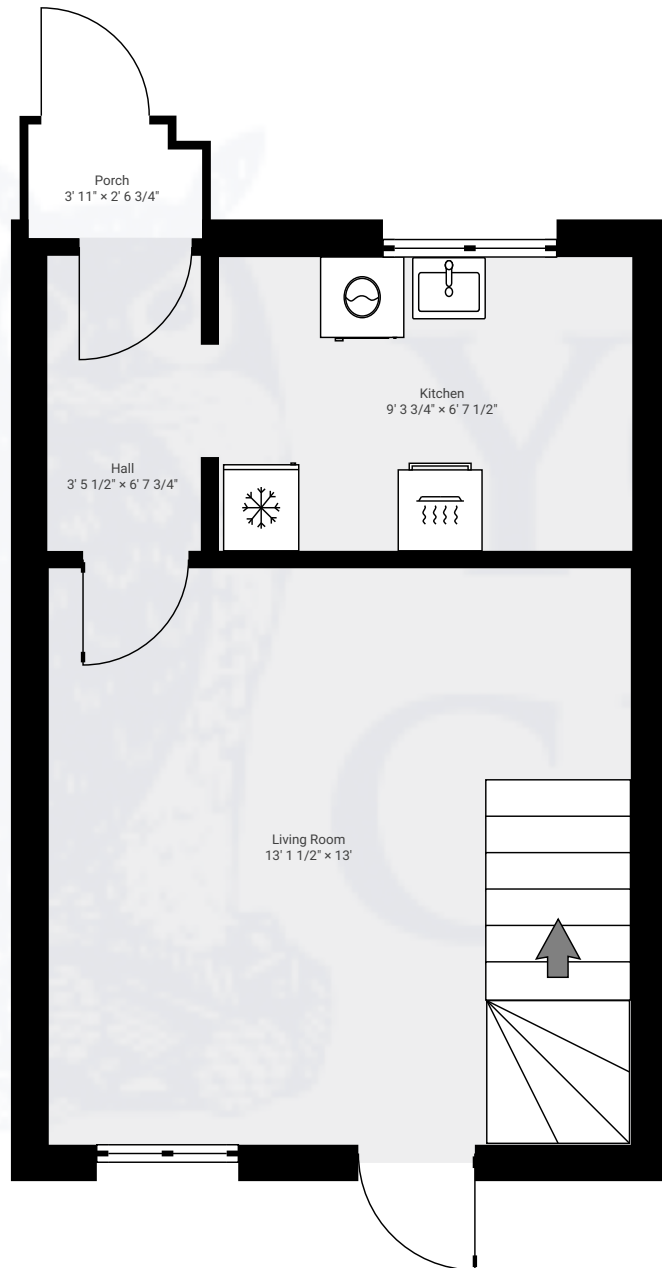 Porch
3' 11" × 2' 6 3/4"
Kitchen
9' 3 3/4" × 6' 7 1/2"
Hall
3' 5 1/2" × 6' 7 3/4"
Living Room
13' 1 1/2" × 13'